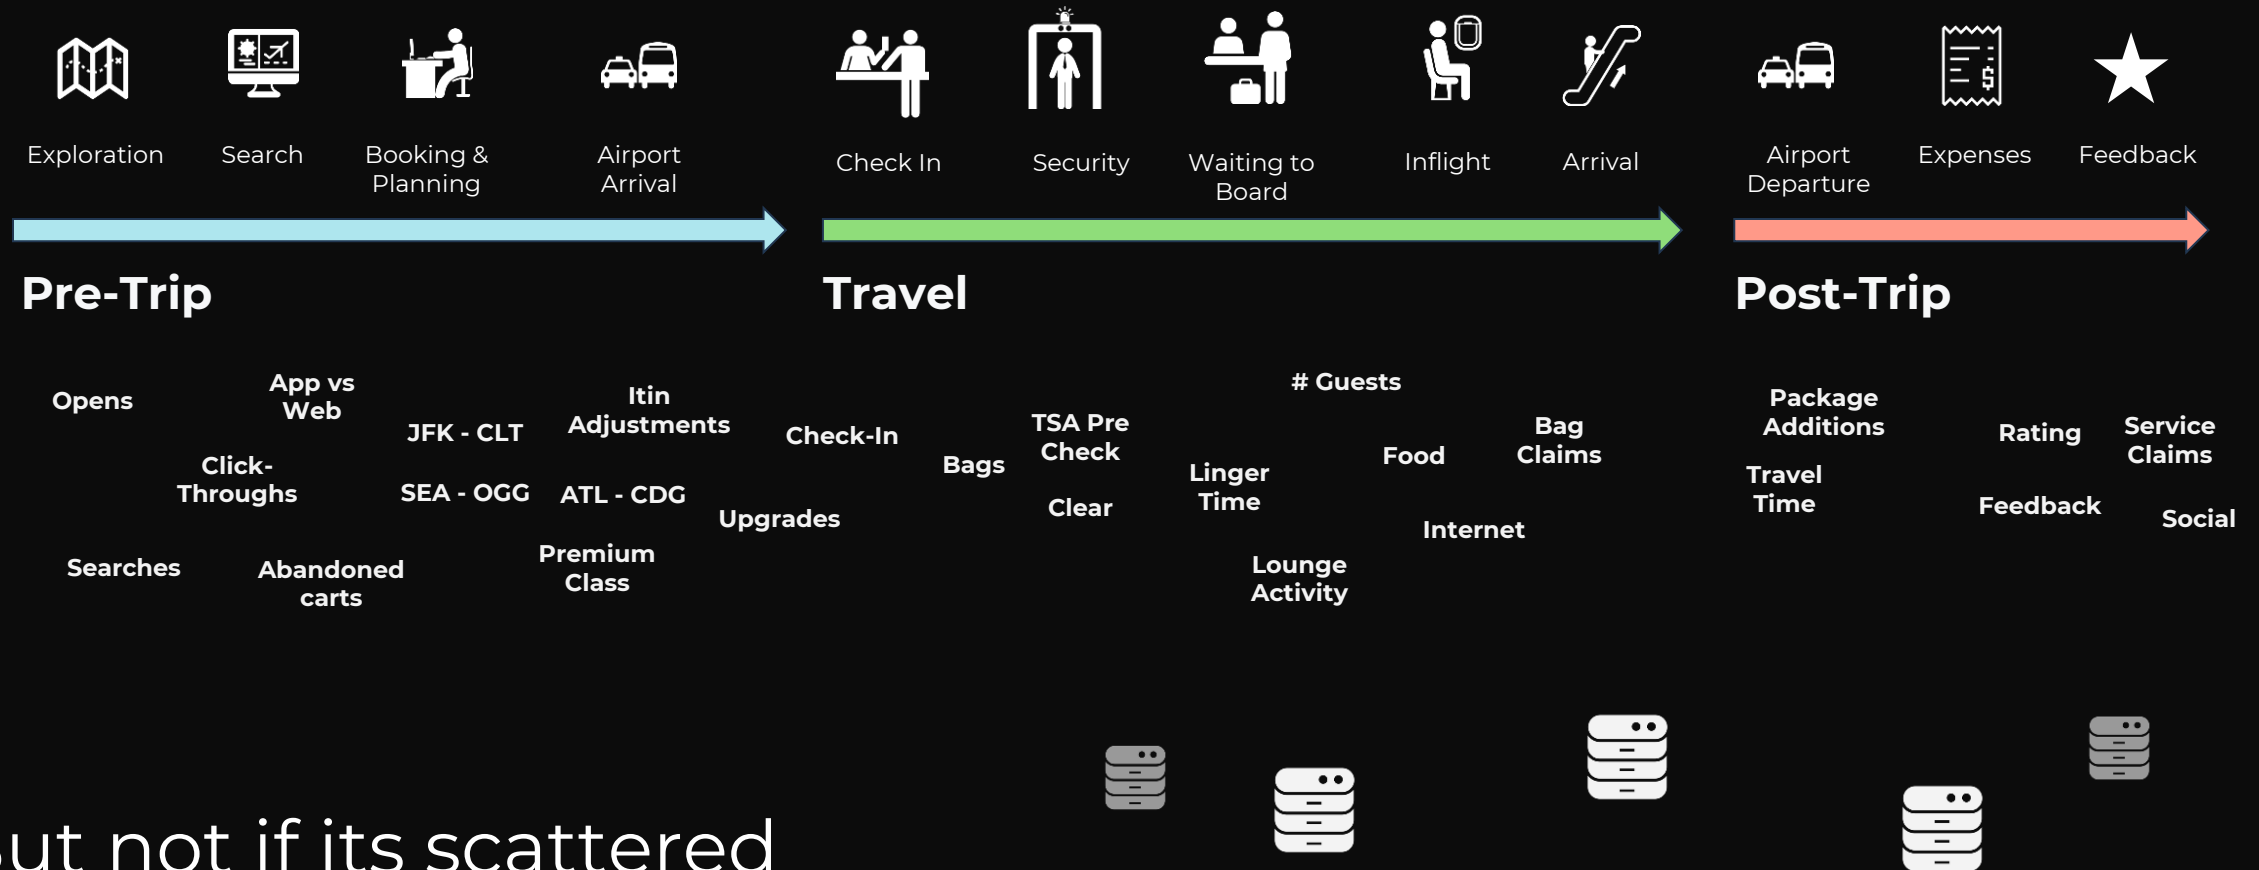 Exploration
Search
Booking &
Planning
Airport
Arrival
Check In
Security
Waiting to
Board
Inflight
Arrival
Airport
Departure
Expenses
Feedback
Pre-Trip
Travel
Post-Trip
Opens
App vs
Web
JFK - CLT
Itin
Adjustments
Click-
Throughs
SEA - OGG
ATL - CDG
Searches
Abandoned
carts
Premium
Class
Upgrades
Check-In
Bags
TSA Pre
Check
Clear
# Guests
Linger
Time
Food
Bag
Claims
Internet
Lounge
Activity
Package
Additions
Travel
Time
Rating
Service
Claims
Feedback
Social
but not if its scattered